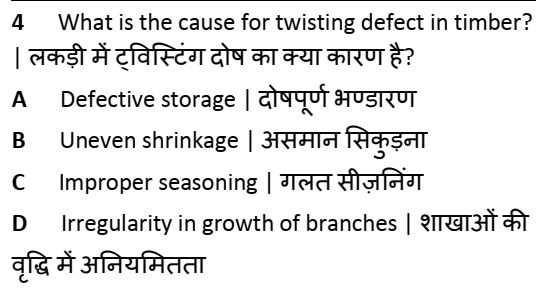 4 What is the cause for twisting defect in timber?
| लकड़ी में ट्विस्टिंग दोष का क्या कारण है?
A Defective storage | दोषपूर्ण भण्डारण
B Uneven shrinkage | असमान सिकुड़ना
C Improper seasoning | गलत सीज़निंग
D Irregularity in growth of branches | शाखाओं की
वृद्धि में अनियमितता